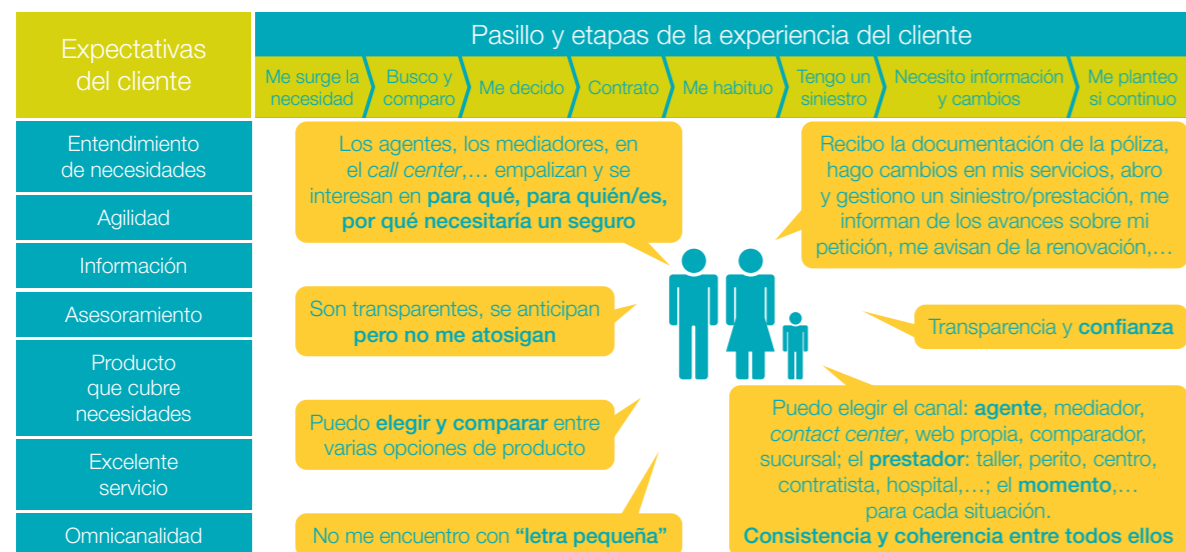 Expectativas
del cliente
Pasillo y etapas de la experiencia del cliente
Me surge la
necesidad
Busco y
comparo
Me decido
Contrato
Me habituo
Tengo un
siniestro
Necesito información
y cambios
Me planteo
si continuo
Entendimiento
de necesidades
Agilidad
Información
Asesoramiento
Producto
que cubre
necesidades
Excelente
servicio
Omnicanalidad
Los agentes, los mediadores, en
el call center,… empalizan y se
interesan en para qué, para quién/es,
por qué necesitaría un seguro
Recibo la documentación de la póliza,
hago cambios en mis servicios, abro
y gestiono un siniestro/prestación, me
informan de los avances sobre mi
petición, me avisan de la renovación,…
Son transparentes, se anticipan
pero no me atosigan
Transparencia y confianza
Puedo elegir y comparar entre
varias opciones de producto
Puedo elegir el canal: agente, mediador,
contact center, web propia, comparador,
sucursal; el prestador: taller, perito, centro,
contratista, hospital,…; el momento,…
para cada situación.
Consistencia y coherencia entre todos ellos
No me encuentro con “letra pequeña”